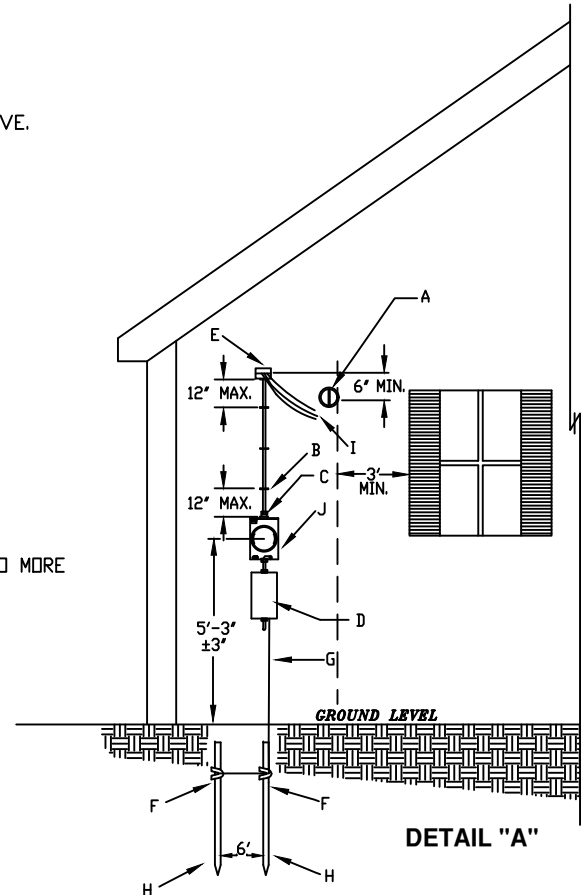 VE.
A
E
12" MAX.
6" MIN.
I
B
3'
MIN.
C
12" MAX.
J
O MORE
D
5'-3"
±3"
G
GROUND LEVEL
F
F
DETAIL "A"
6'
H
H